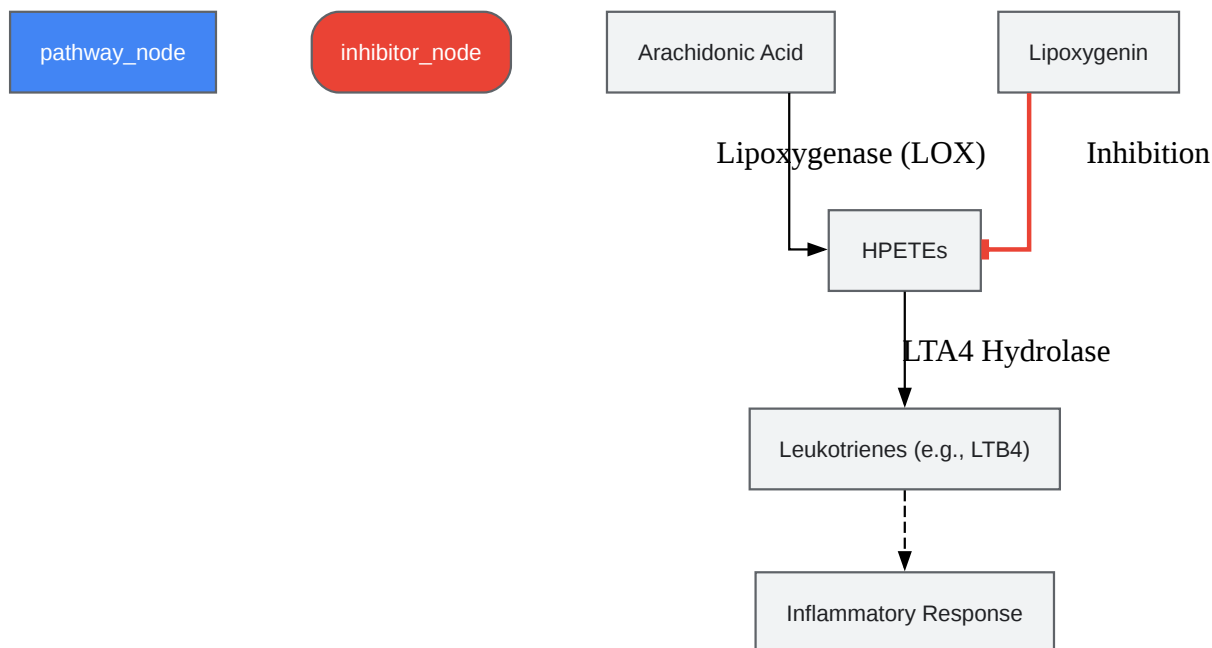 pathway_node
inhibitor_node
Arachidonic Acid
Lipoxygenin
Lipoxygenase (LOX)
Inhibition
HPETEs
LTA4 Hydrolase
Leukotrienes (e.g., LTB4)
Inflammatory Response